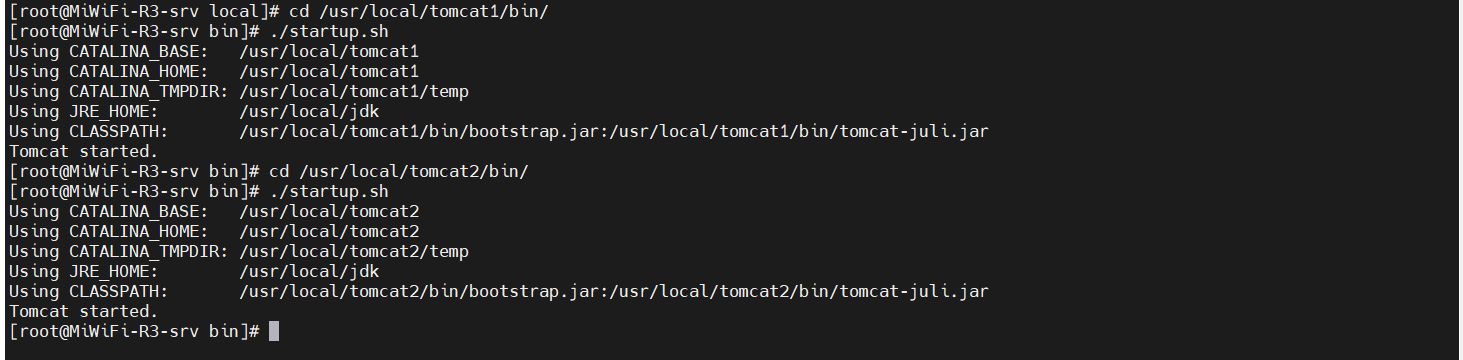 [root@MiWiFi-R3-srv local]# cd /usr/local/tomcat1/bin/
[root@MiWiFi-R3-srv bin]# ./startup.sh
Using CATALINA_BASE:   /usr/local/tomcat1
Using CATALINA_HOME:   /usr/local/tomcat1
Using CATALINA_TMPDIR: /usr/local/tomcat1/temp
Using JRE_HOME:        /usr/local/jdk
Using CLASSPATH:       /usr/local/tomcat1/bin/bootstrap.jar:/usr/local/tomcat1/bin/tomcat-juli.jar
Tomcat started.
[root@MiWiFi-R3-srv bin]# cd /usr/local/tomcat2/bin/
[root@MiWiFi-R3-srv bin]# ./startup.sh
Using CATALINA_BASE:   /usr/local/tomcat2
Using CATALINA_HOME:   /usr/local/tomcat2
Using CATALINA_TMPDIR: /usr/local/tomcat2/temp
Using JRE_HOME:        /usr/local/jdk
Using CLASSPATH:       /usr/local/tomcat2/bin/bootstrap.jar:/usr/local/tomcat2/bin/tomcat-juli.jar
Tomcat started.
[root@MiWiFi-R3-srv bin]#